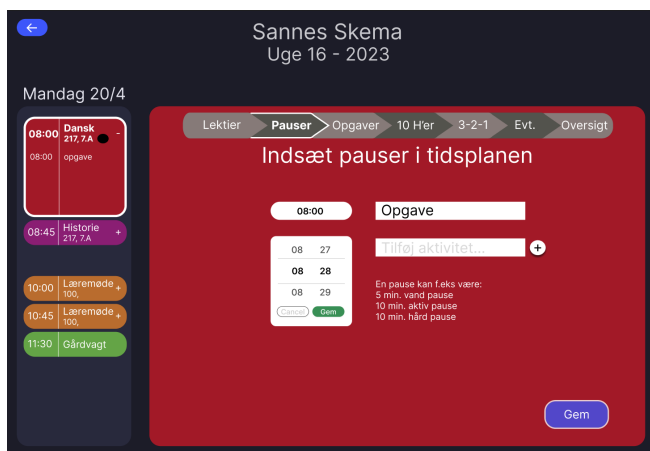 Sannes Skema
Uge 16 - 2023
Mandag 20/4
08:00 Dansk -
217, 7.A
08:00 opgave
08:45 Historie +
217, 7.A
10:00 Læremøde +
100,
10:45 Læremøde +
100,
11:30 Gårdvagt
Lektier Pauser Opgaver 10 H'er 3-2-1 Evt. Oversigt
Indsæt pauser i tidsplanen
08:00 Opgave
Tilføj aktivitet... +
08 27
08 28
08 29
Cancel Gem
En pause kan f.eks være:
5 min. vand pause
10 min. aktiv pause
10 min. hård pause
Gem